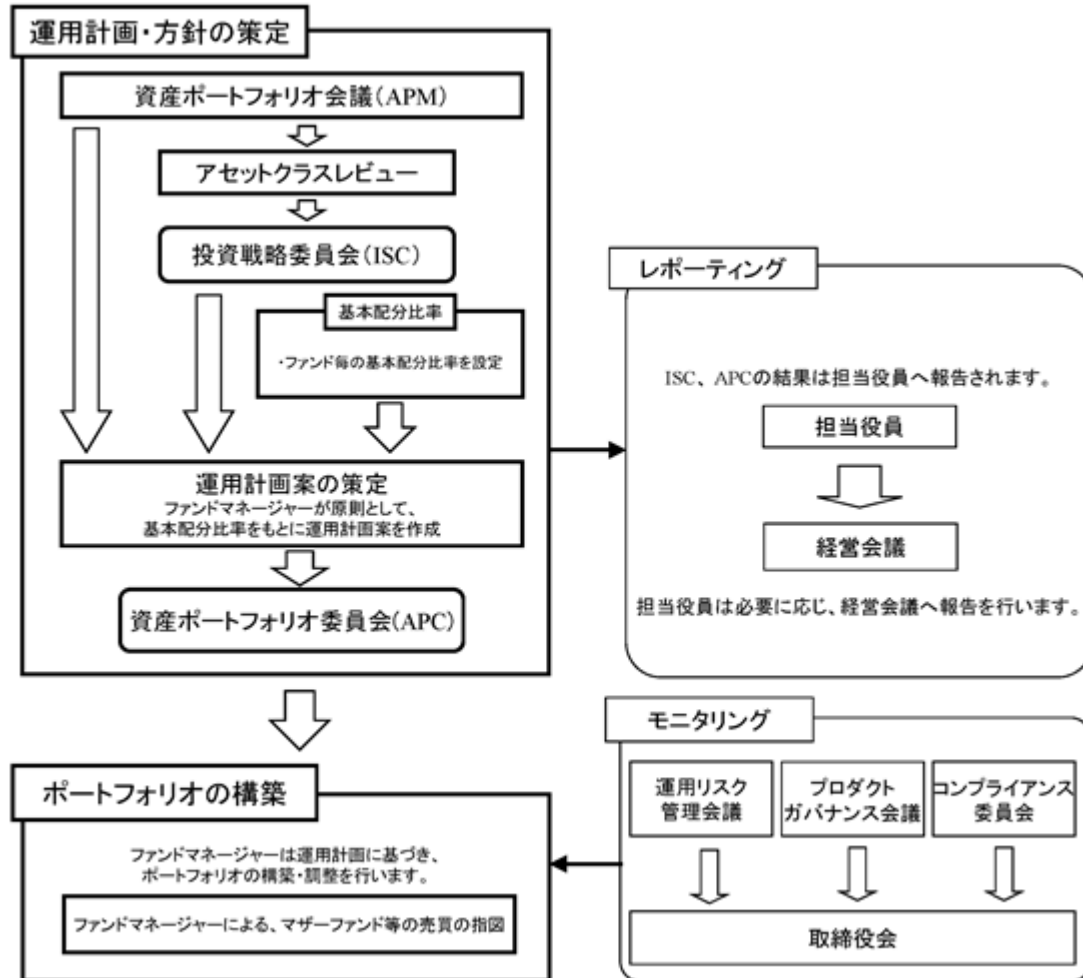 運用計画・方針の策定
資産ポートフォリオ会議(APM)
アセットクラスレビュー
投資戦略委員会(ISC)
基本配分比率
・ファンド毎の基本配分比率を設定
運用計画案の策定
ファンドマネージャーが原則として、
基本配分比率をもとに運用計画案を作成
資産ポートフォリオ委員会(APC)
レポーティング
ISC、APCの結果は担当役員へ報告されます。
担当役員
経営会議
担当役員は必要に応じ、経営会議へ報告を行います。
ポートフォリオの構築
ファンドマネージャーは運用計画に基づき、
ポートフォリオの構築・調整を行います。
ファンドマネージャーによる、マザーファンド等の売買の指図
モニタリング
運用リスク
管理会議
プロダクト
ガバナンス会議
コンプライアンス
委員会
取締役会